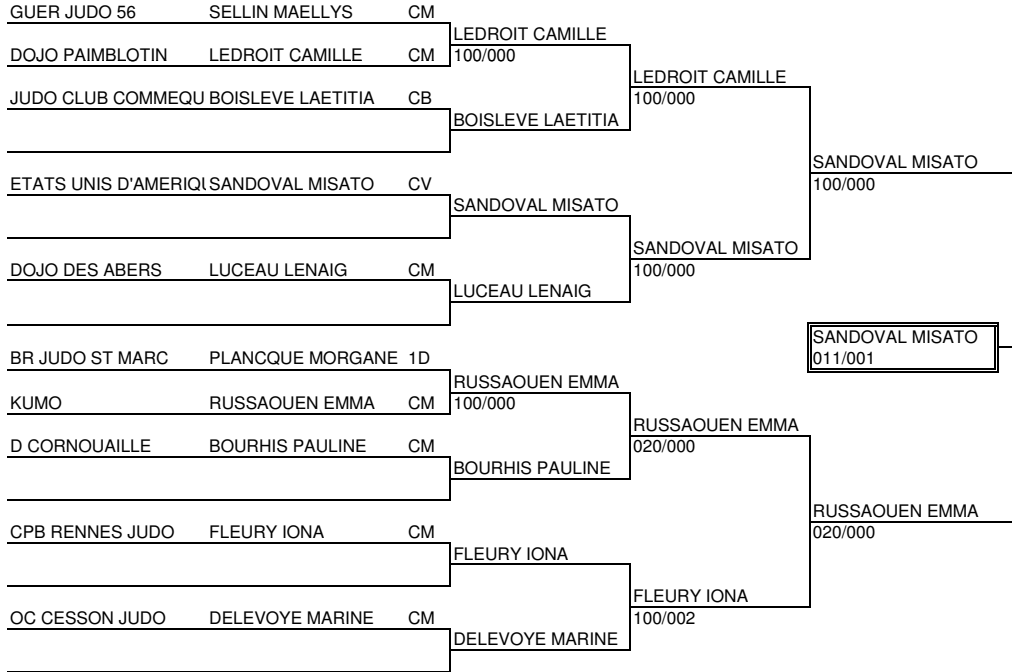 GUER JUDO 56 SELLIN MAELLYS CM
LEDROIT CAMILLE
DOJO PAIMBLOTIN LEDROIT CAMILLE CM 100/000
LEDROIT CAMILLE
JUDO CLUB COMMEQU BOISLEVE LAETITIA CB 100/000
BOISLEVE LAETITIA
SANDOVAL MISATO
ETATS UNIS D'AMERIQU SANDOVAL MISATO CV 100/000
SANDOVAL MISATO
SANDOVAL MISATO
DOJO DES ABERS LUCEAU LENAIG CM 100/000
LUCEAU LENAIG
SANDOVAL MISATO
BR JUDO ST MARC PLANCQUE MORGANE 1D 011/001
RUSSAOUEN EMMA
KUMO RUSSAOUEN EMMA CM 100/000
RUSSAOUEN EMMA
D CORNOUAILLE BOURHIS PAULINE CM 020/000
BOURHIS PAULINE
RUSSAOUEN EMMA
CPB RENNES JUDO FLEURY IONA CM 020/000
FLEURY IONA
FLEURY IONA
OC CESSON JUDO DELEVOYE MARINE CM 100/002
DELEVOYE MARINE